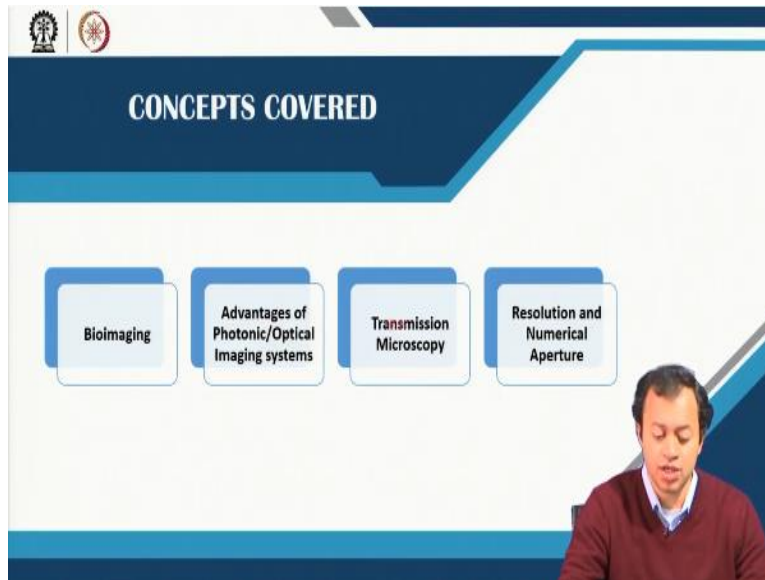 CONCEPTS COVERED
Bioimaging
Advantages of
Photonic/Optical
Imaging systems
Transmission
Microscopy
Resolution and
Numerical
Aperture